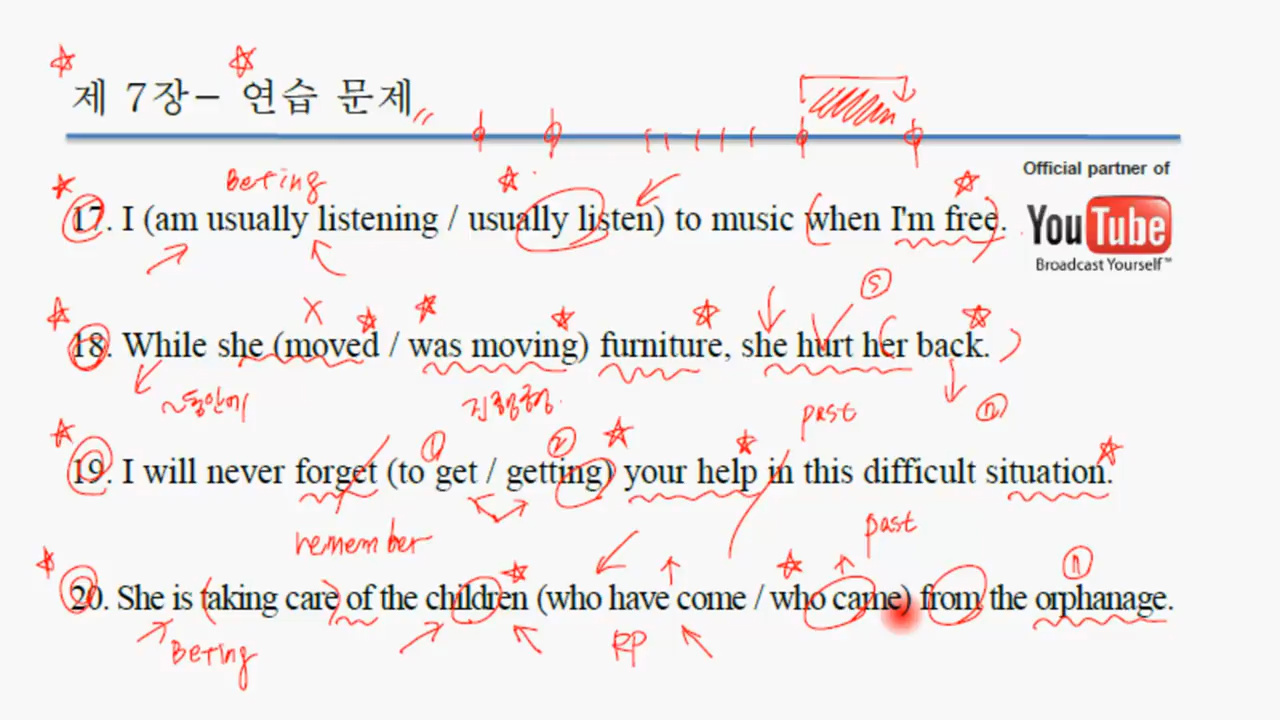 제 7장- 연습 문제
Official partner of
Being
17. I (am usually listening / usually listen) to music when I'm free.
YouTube
Broadcast Yourself™
X
S
18. While she (moved / was moving) furniture, she hurt her back.
~동안에
진행형
n
past
1
2
19. I will never forget (to get / getting) your help in this difficult situation.
remember
past
n
20. She is taking care of the children (who have come / who came) from the orphanage.
Being
P.P